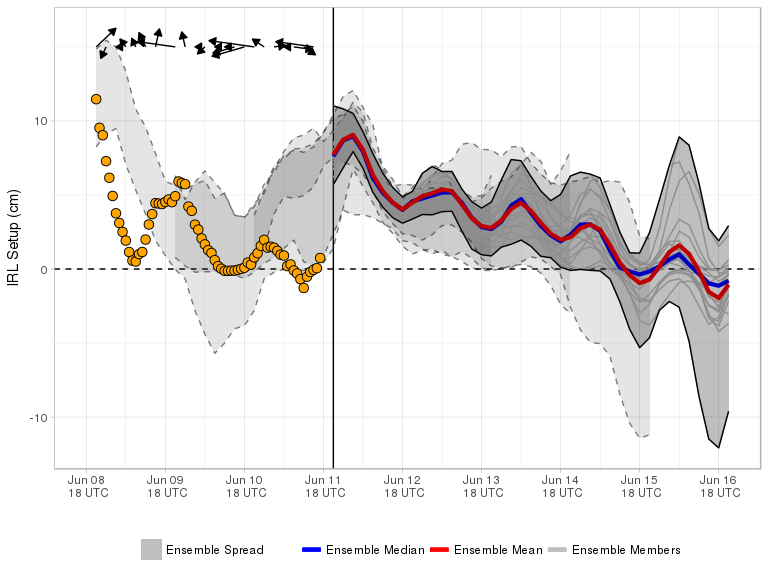 IRL Setup (cm)
10
0
-10
Jun 08 Jun 09 Jun 10 Jun 11 Jun 12 Jun 13 Jun 14 Jun 15 Jun 16
18 UTC 18 UTC 18 UTC 18 UTC 18 UTC 18 UTC 18 UTC 18 UTC 18 UTC
Ensemble Spread Ensemble Median Ensemble Mean Ensemble Members